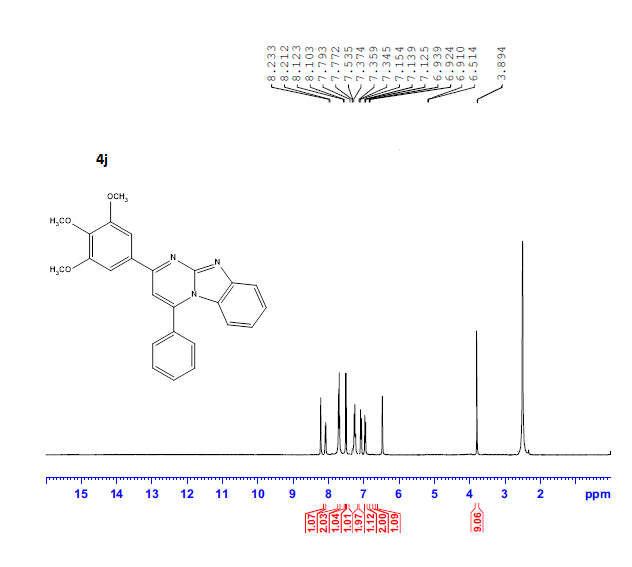 8.233 8.212 8.123 8.103 7.793 7.772 7.535 7.374 7.359 7.345 7.154 7.139 7.125 6.939 6.924 6.910 6.514 3.894
4j
OCH3
H3CO
H3CO
N N
N
15 14 13 12 11 10 9 8 7 6 5 4 3 2 ppm
1.07 2.03 1.04 1.01 1.97 1.12 2.00 1.09 9.06